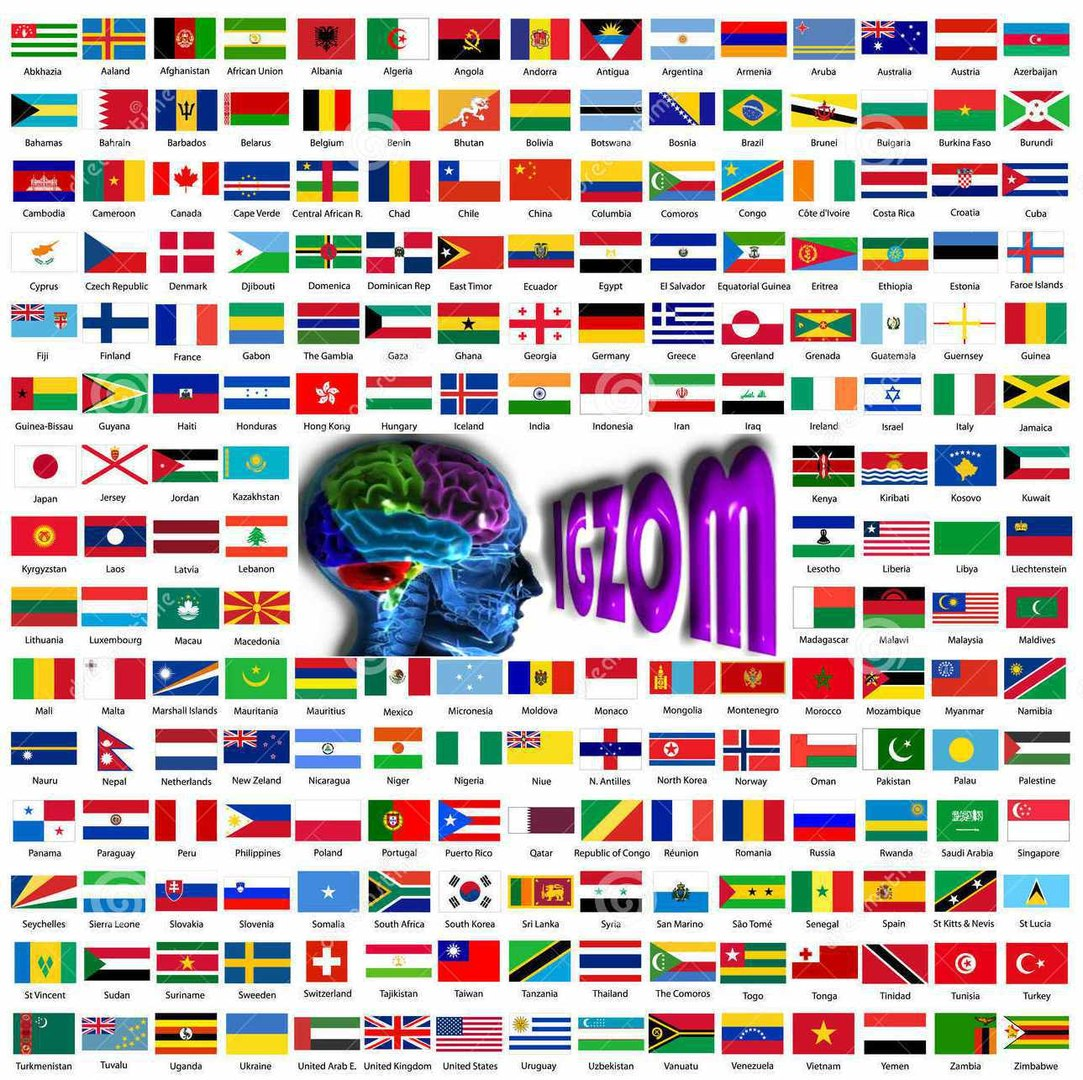 Abkhazia Aaland Afghanistan African Union Albania Algeria Angola Andorra Antigua Argentina Armenia Aruba Australia Austria Azerbaijan
Bahamas Bahrain Barbados Belarus Belgium Benin Bhutan Bolivia Botswana Bosnia Brazil Brunei Bulgaria Burkina Faso Burundi
Cambodia Cameroon Canada Cape Verde Central African R. Chad Chile China Columbia Comoros Congo Côte d'Ivoire Costa Rica Croatia Cuba
Cyprus Czech Republic Denmark Djibouti Domenica Dominican Rep East Timor Ecuador Egypt El Salvador Equatorial Guinea Eritrea Ethiopia Estonia Faroe Islands
Fiji Finland France Gabon The Gambia Gaza Ghana Georgia Germany Greece Greenland Grenada Guatemala Guernsey Guinea
Guinea-Bissau Guyana Haiti Honduras Hong Kong Hungary Iceland India Indonesia Iran Iraq Ireland Israel Italy Jamaica
Japan Jersey Jordan Kazakhstan Kenya Kiribati Kosovo Kuwait
IGZOM
Kyrgyzstan Laos Latvia Lebanon Lesotho Liberia Libya Liechtenstein
Lithuania Luxembourg Macau Macedonia Madagascar Malawi Malaysia Maldives
Mali Malta Marshall Islands Mauritania Mauritius Mexico Micronesia Moldova Monaco Mongolia Montenegro Morocco Mozambique Myanmar Namibia
Nauru Nepal Netherlands New Zeland Nicaragua Niger Nigeria Niue N. Antilles North Korea Norway Oman Pakistan Palau Palestine
Panama Paraguay Peru Philippines Poland Portugal Puerto Rico Qatar Republic of Congo Réunion Romania Russia Rwanda Saudi Arabia Singapore
Seychelles Sierra Leone Slovakia Slovenia Somalia South Africa South Korea Sri Lanka Syria San Marino São Tomé Senegal Spain St Kitts & Nevis St Lucia
St Vincent Sudan Suriname Sweeden Switzerland Tajikistan Taiwan Tanzania Thailand The Comoros Togo Tonga Trinidad Tunisia Turkey
Turkmenistan Tuvalu Uganda Ukraine United Arab E. United Kingdom United States Uruguay Uzbekistan Vanuatu Venezuela Vietnam Yemen Zambia Zimbabwe